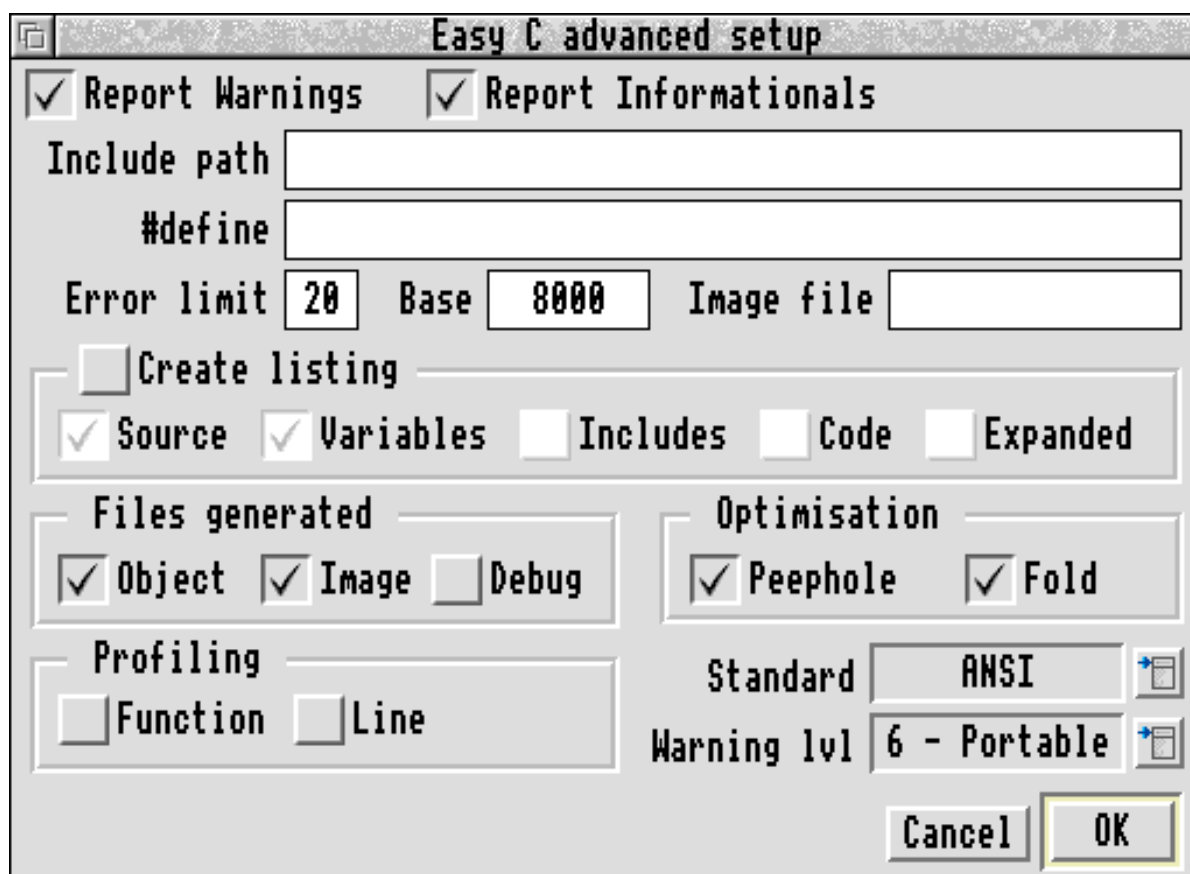 Easy C advanced setup
Report Warnings Report Informationals
Include path
#define
Error limit 20 Base 8000 Image file
Create listing
Source Variables Includes Code Expanded
Files generated Optimisation
Object Image Debug Peephole Fold
Profiling
Standard ANSI
Function Line
Warning lvl 6 - Portable
Cancel OK